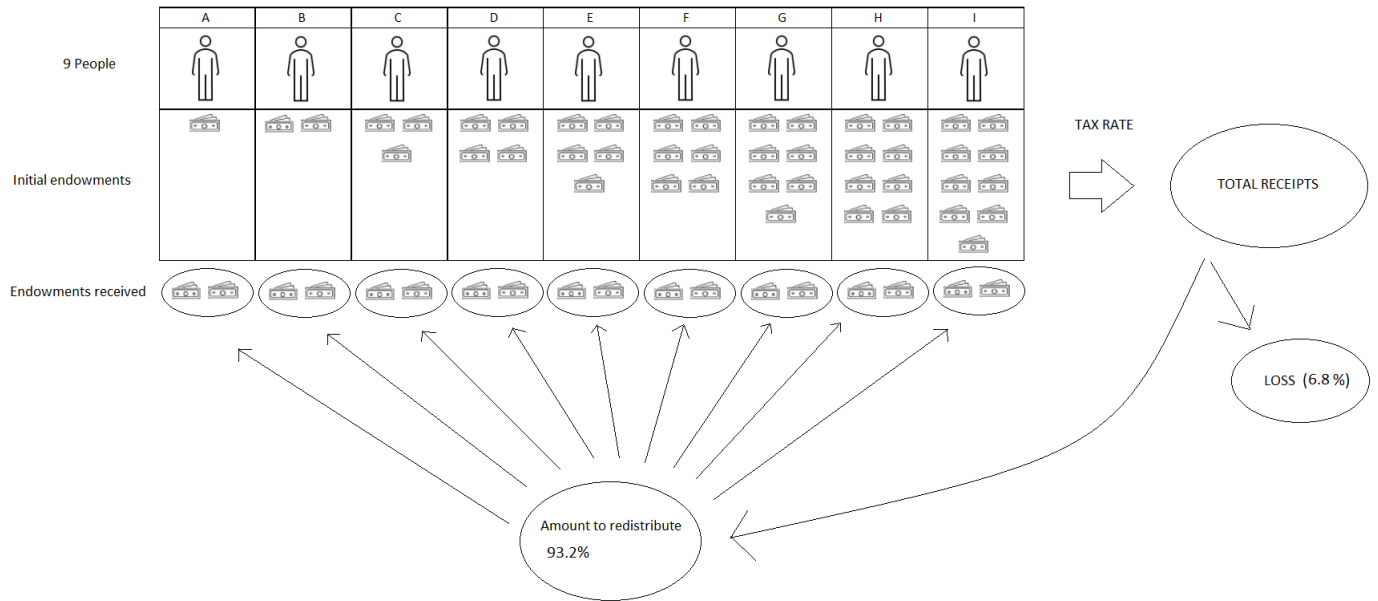 A B C D E F G H I
9 People
TAX RATE
Initial endowments
TOTAL RECEIPTS
Endowments received
LOSS (6.8 %)
Amount to redistribute
93.2%